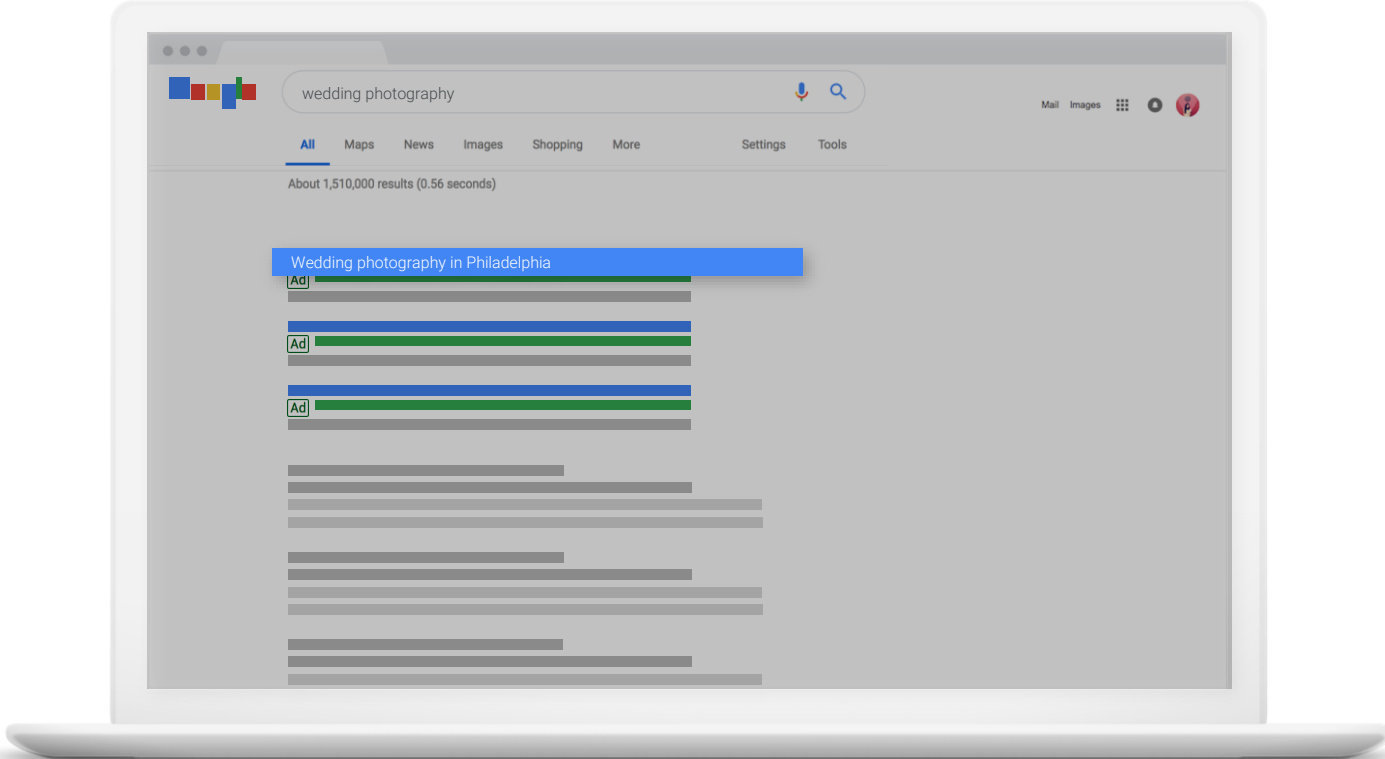 wedding photography
Mail Images
All Maps News Images Shopping More Settings Tools
About 1,510,000 results (0.56 seconds)
Wedding photography in Philadelphia
Ad
Ad
Ad